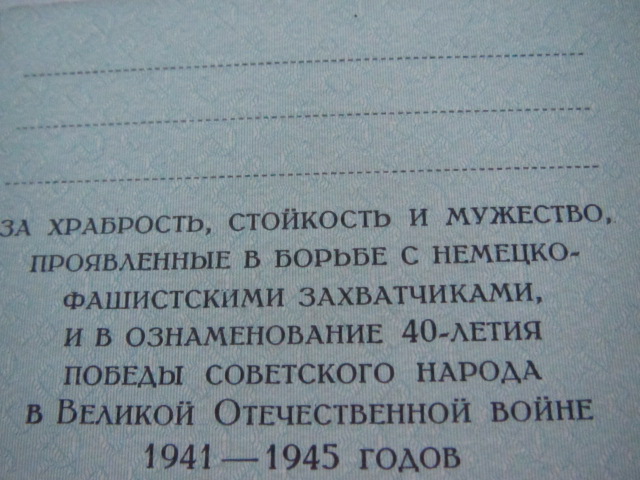 ЗА ХРАБРОСТЬ, СТОЙКОСТЬ И МУЖЕСТВО,
ПРОЯВЛЕННЫЕ В БОРЬБЕ С НЕМЕЦКО-
ФАШИСТСКИМИ ЗАХВАТЧИКАМИ,
И В ОЗНАМЕНОВАНИЕ 40-ЛЕТИЯ
ПОБЕДЫ СОВЕТСКОГО НАРОДА
В ВЕЛИКОЙ ОТЕЧЕСТВЕННОЙ ВОЙНЕ
1941 — 1945 ГОДОВ